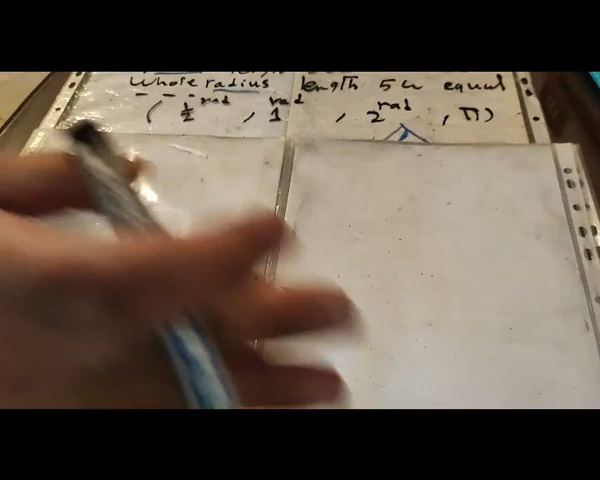 whose radius length 5 cm equal
( 1/2 rad , 1 rad , 2 rad , π )